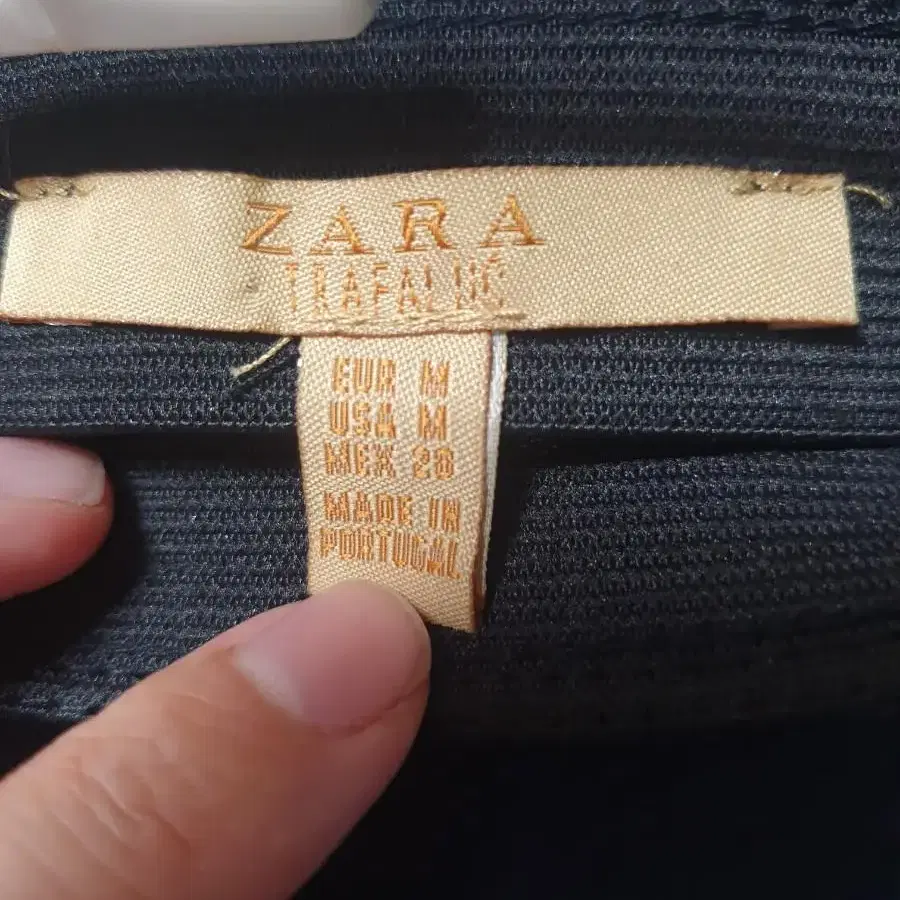 ZARA
TRAFALUC
EUR M
USA M
MEX 28
MADE IN
PORTUGAL